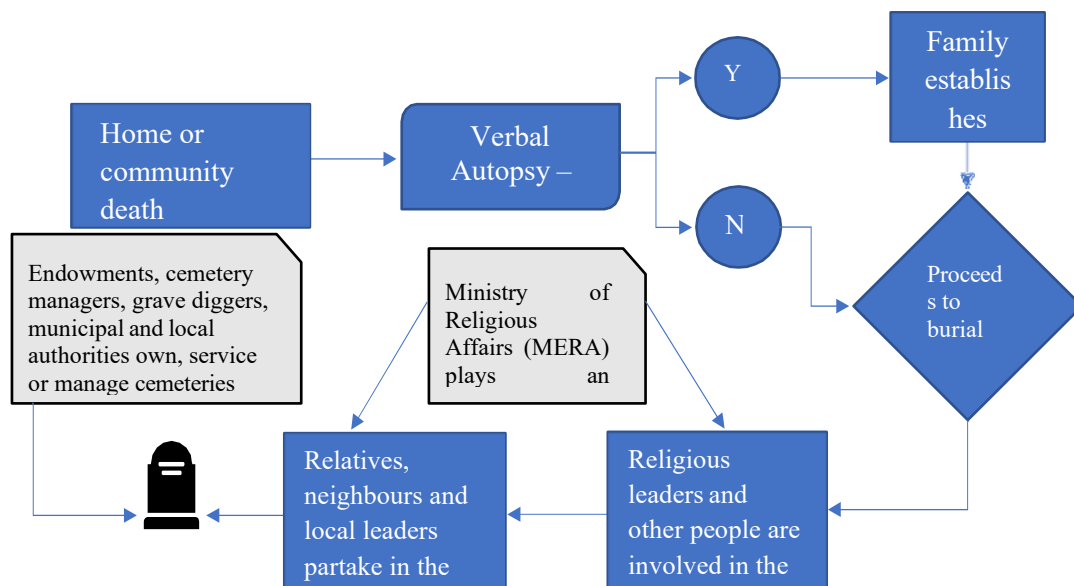 Home or
community
death
Verbal
Autopsy –
Y
N
Family
establis
hes
Proceed
s to
burial
Endowments, cemetery
managers, grave diggers,
municipal and local
authorities own, service
or manage cemeteries
Ministry of
Religious
Affairs (MERA)
plays an
Relatives,
neighbours and
local leaders
partake in the
Religious
leaders and
other people are
involved in the